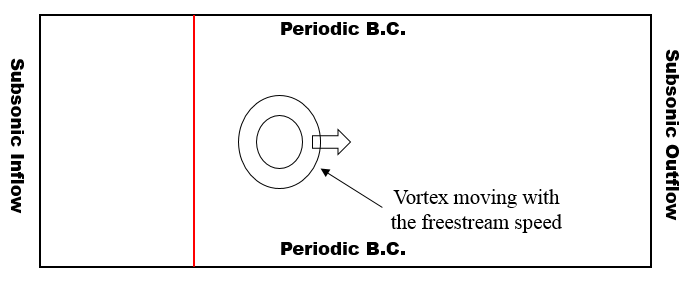 Periodic B.C.
Subsonic Inflow
Subsonic Outflow
Vortex moving with
the freestream speed
Periodic B.C.